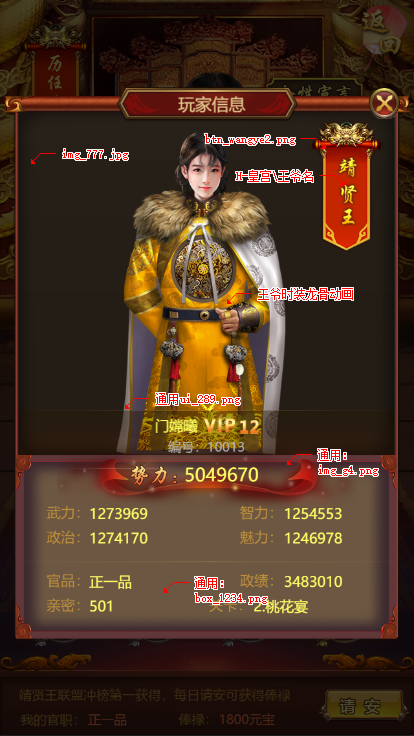 返回
历任
玩家信息
btn_wangye2.png
img_777.jpg
H-皇宫\王爷名
靖贤王
王爷时装龙骨动画
通用ui_289.png
门嫦曦 VIP 12
编号：10013
通用：
img_g4.png
势力：5049670
武力：1273969 智力：1254553
政治：1274170 魅力：1246978
官品：正一品 政绩：3483010
通用：
box_1234.png
亲密：501 2.桃花宴
靖贤王联盟冲榜第一获得，每日请安可获得俸禄
我的官职：正一品 俸禄：1800元宝
请安